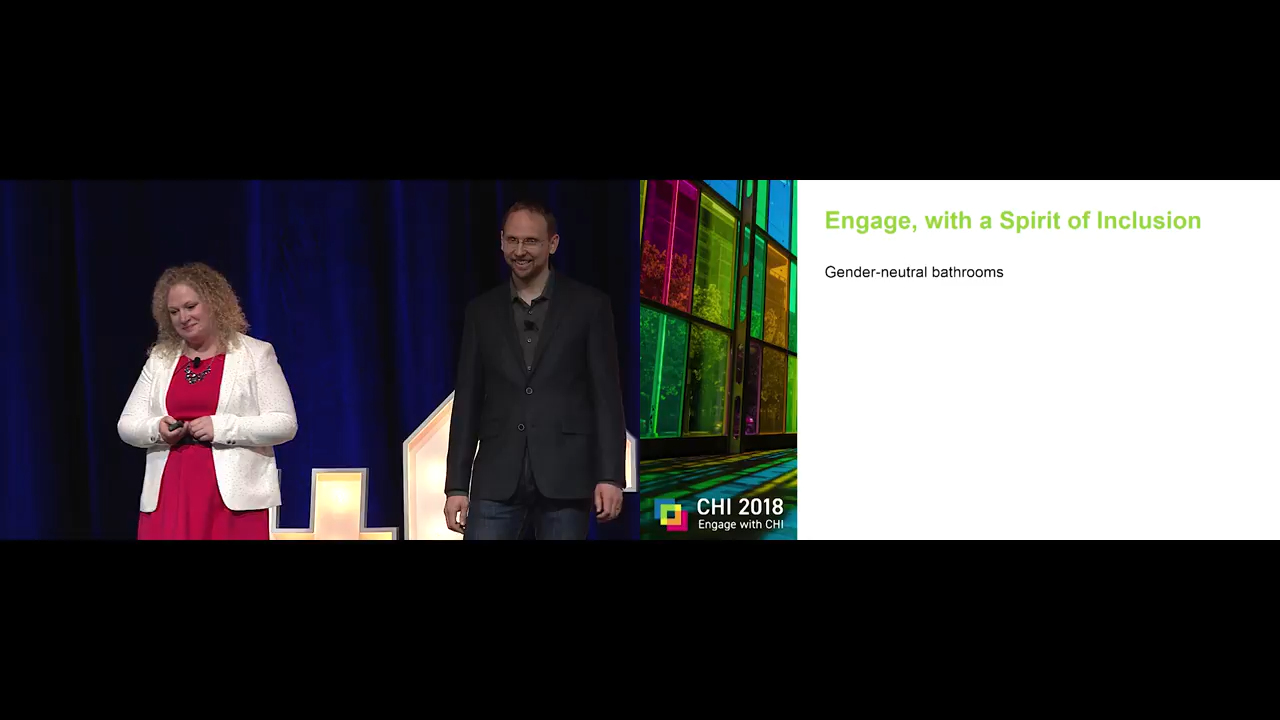 Engage, with a Spirit of Inclusion
Gender-neutral bathrooms
CHI 2018
Engage with CHI